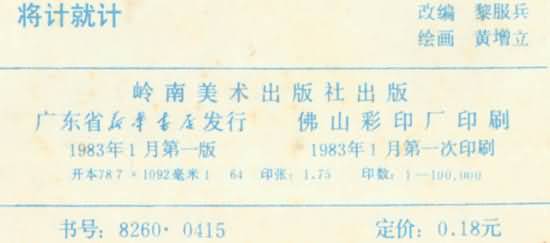 将计就计
改编 黎服兵
绘画 黄增立
岭南美术出版社出版
广东省新华书店发行 佛山彩印厂印刷
1983年1月第一版 1983年1月第一次印刷
开本787×1092毫米1 64 印张:1.75 印数:1—100,000
书号:8260·0415 定价:0.18元